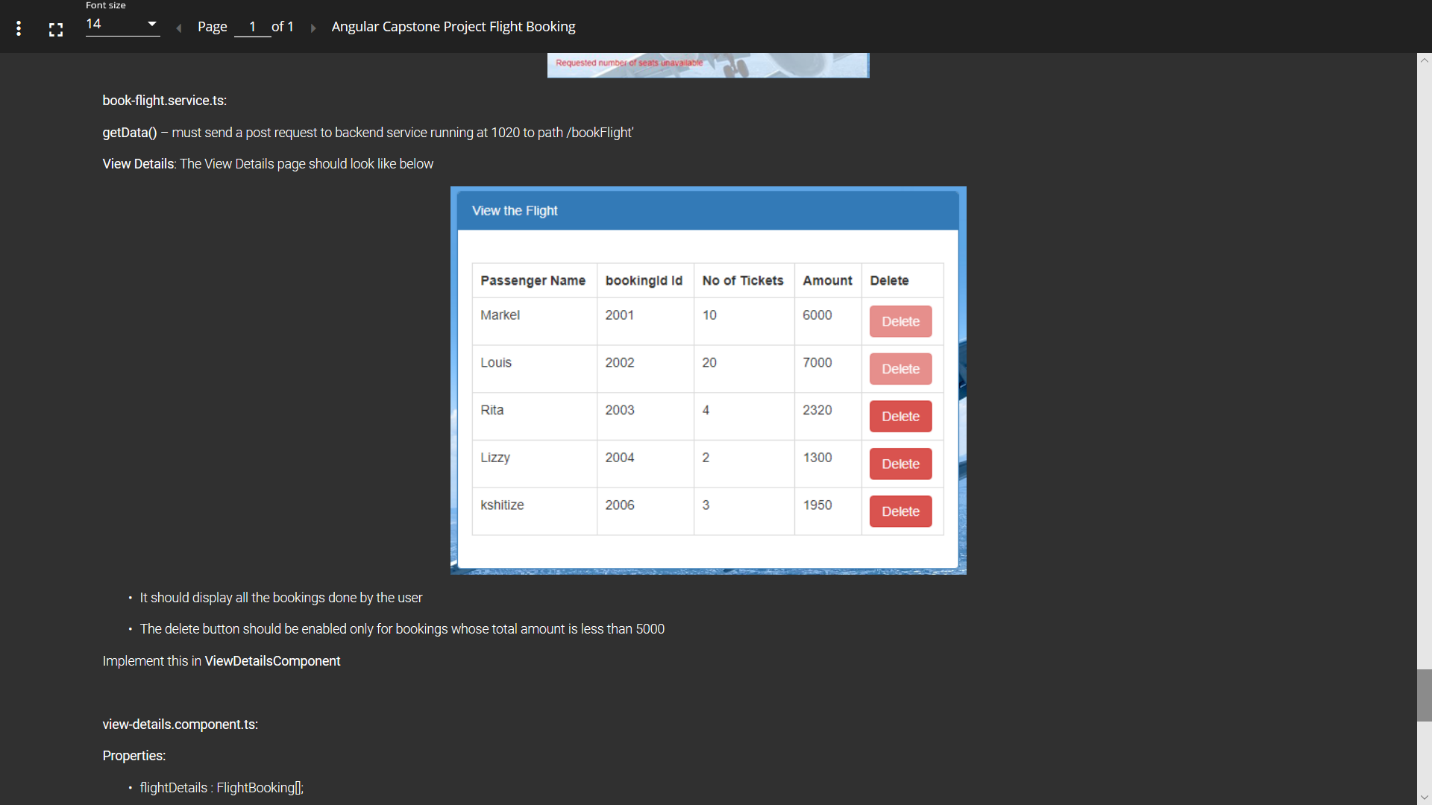 Font size
14
Page 1 of 1
Angular Capstone Project Flight Booking
Requested number of seats unavailable
book-flight.service.ts:
getData() – must send a post request to backend service running at 1020 to path /bookFlight'
View Details: The View Details page should look like below
View the Flight
Passenger Name bookingId Id No of Tickets Amount Delete
Markel 2001 10 6000 Delete
Louis 2002 20 7000 Delete
Rita 2003 4 2320 Delete
Lizzy 2004 2 1300 Delete
kshitize 2006 3 1950 Delete
• It should display all the bookings done by the user
• The delete button should be enabled only for bookings whose total amount is less than 5000
Implement this in ViewDetailsComponent
view-details.component.ts:
Properties:
• flightDetails : FlightBooking[];